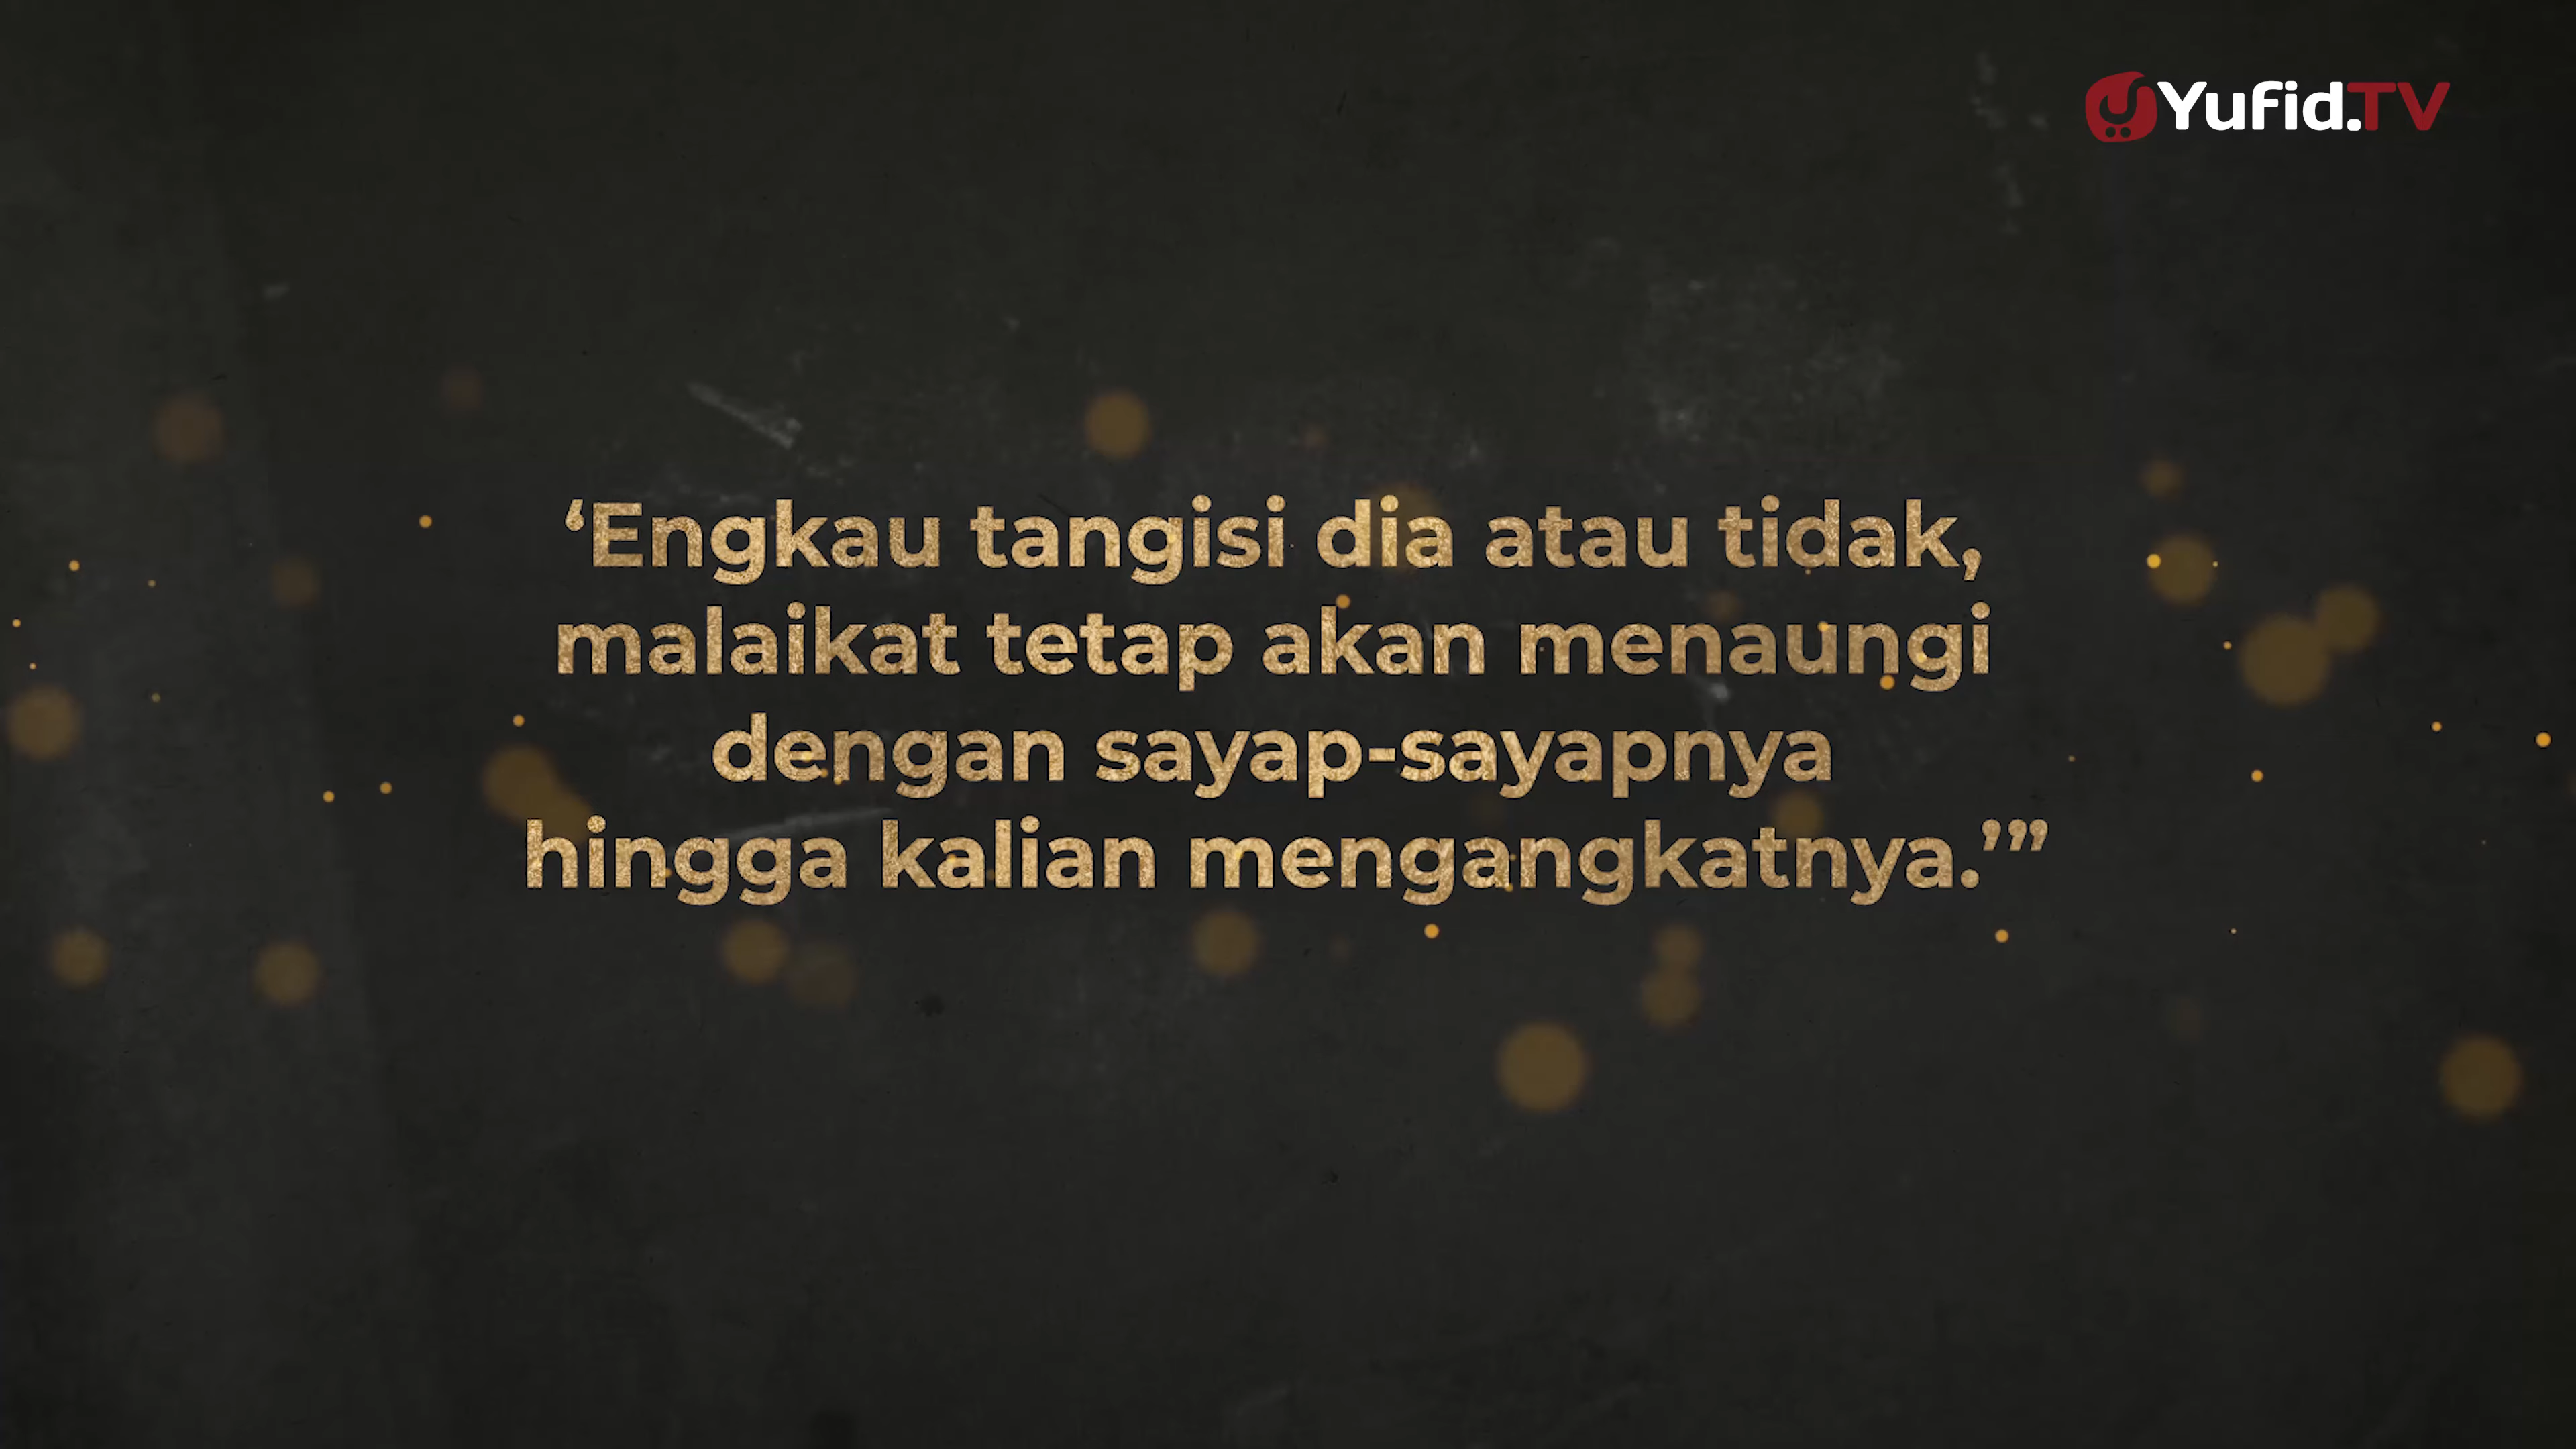 Yufid.TV
‘Engkau tangisi dia atau tidak,
malaikat tetap akan menaungi
dengan sayap-sayapnya
hingga kalian mengangkatnya.’”